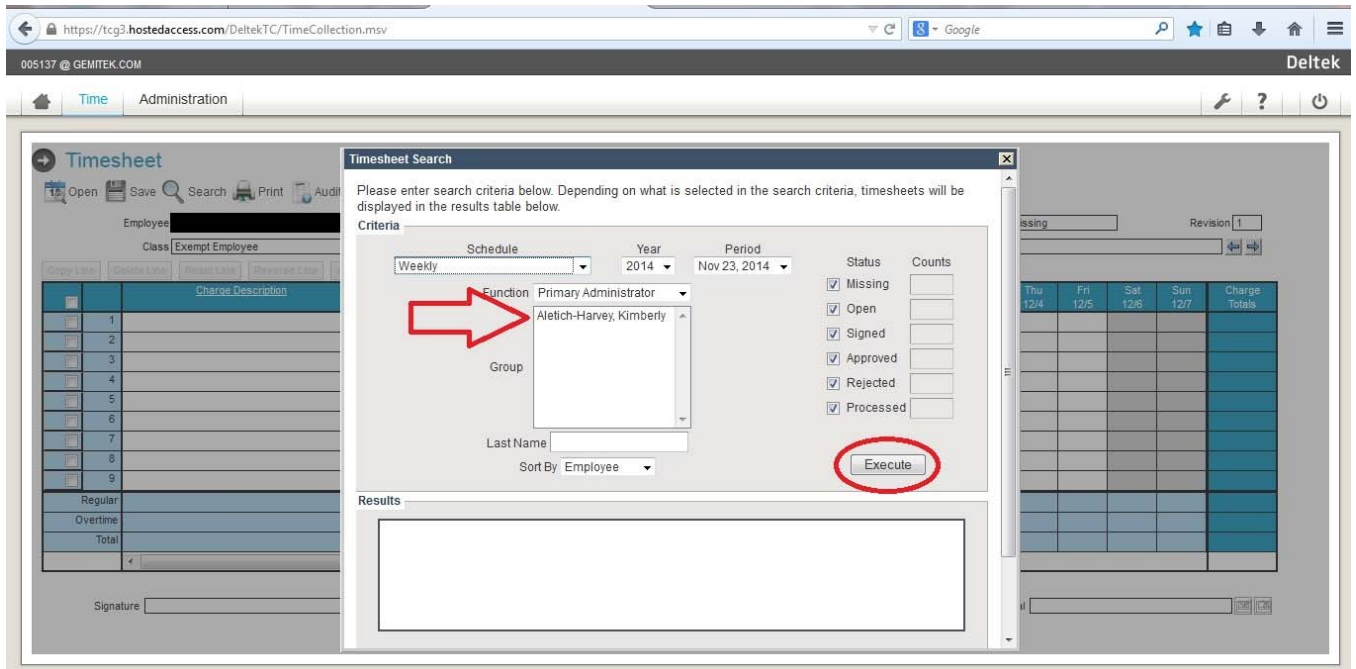 https://tcg3.hostedaccess.com/DeltekTC/TimeCollection.msv
Google
005137 @ GEMITEK.COM
Deltek
Time Administration
?
Timesheet
Open Save Search Print Audit
Employee
Class Exempt Employee
issing
Revision 1
Copy Line Delete Line Reset Line Reverse Line
Charge Description
Thu 12/4
Fri 12/5
Sat 12/6
Sun 12/7
Charge Totals
1
2
3
4
5
6
7
8
9
Regular
Overtime
Total
Signature
Timesheet Search
Please enter search criteria below. Depending on what is selected in the search criteria, timesheets will be
displayed in the results table below.
Criteria
Schedule Year Period
Weekly 2014 Nov 23, 2014
Function Primary Administrator
Group
Aletich-Harvey, Kimberly
Last Name
Sort By Employee
Status Counts
Missing
Open
Signed
Approved
Rejected
Processed
Execute
Results